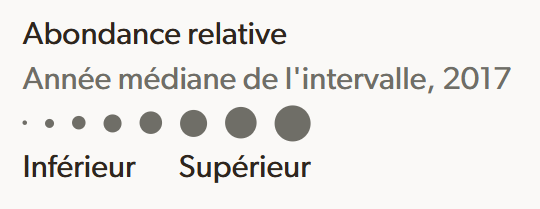 Abondance relative
Année médiane de l'intervalle, 2017
Inférieur Supérieur